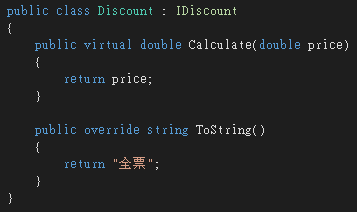 public class Discount : IDiscount
{
    public virtual double Calculate(double price)
    {
        return price;
    }

    public override string ToString()
    {
        return "全票";
    }
}